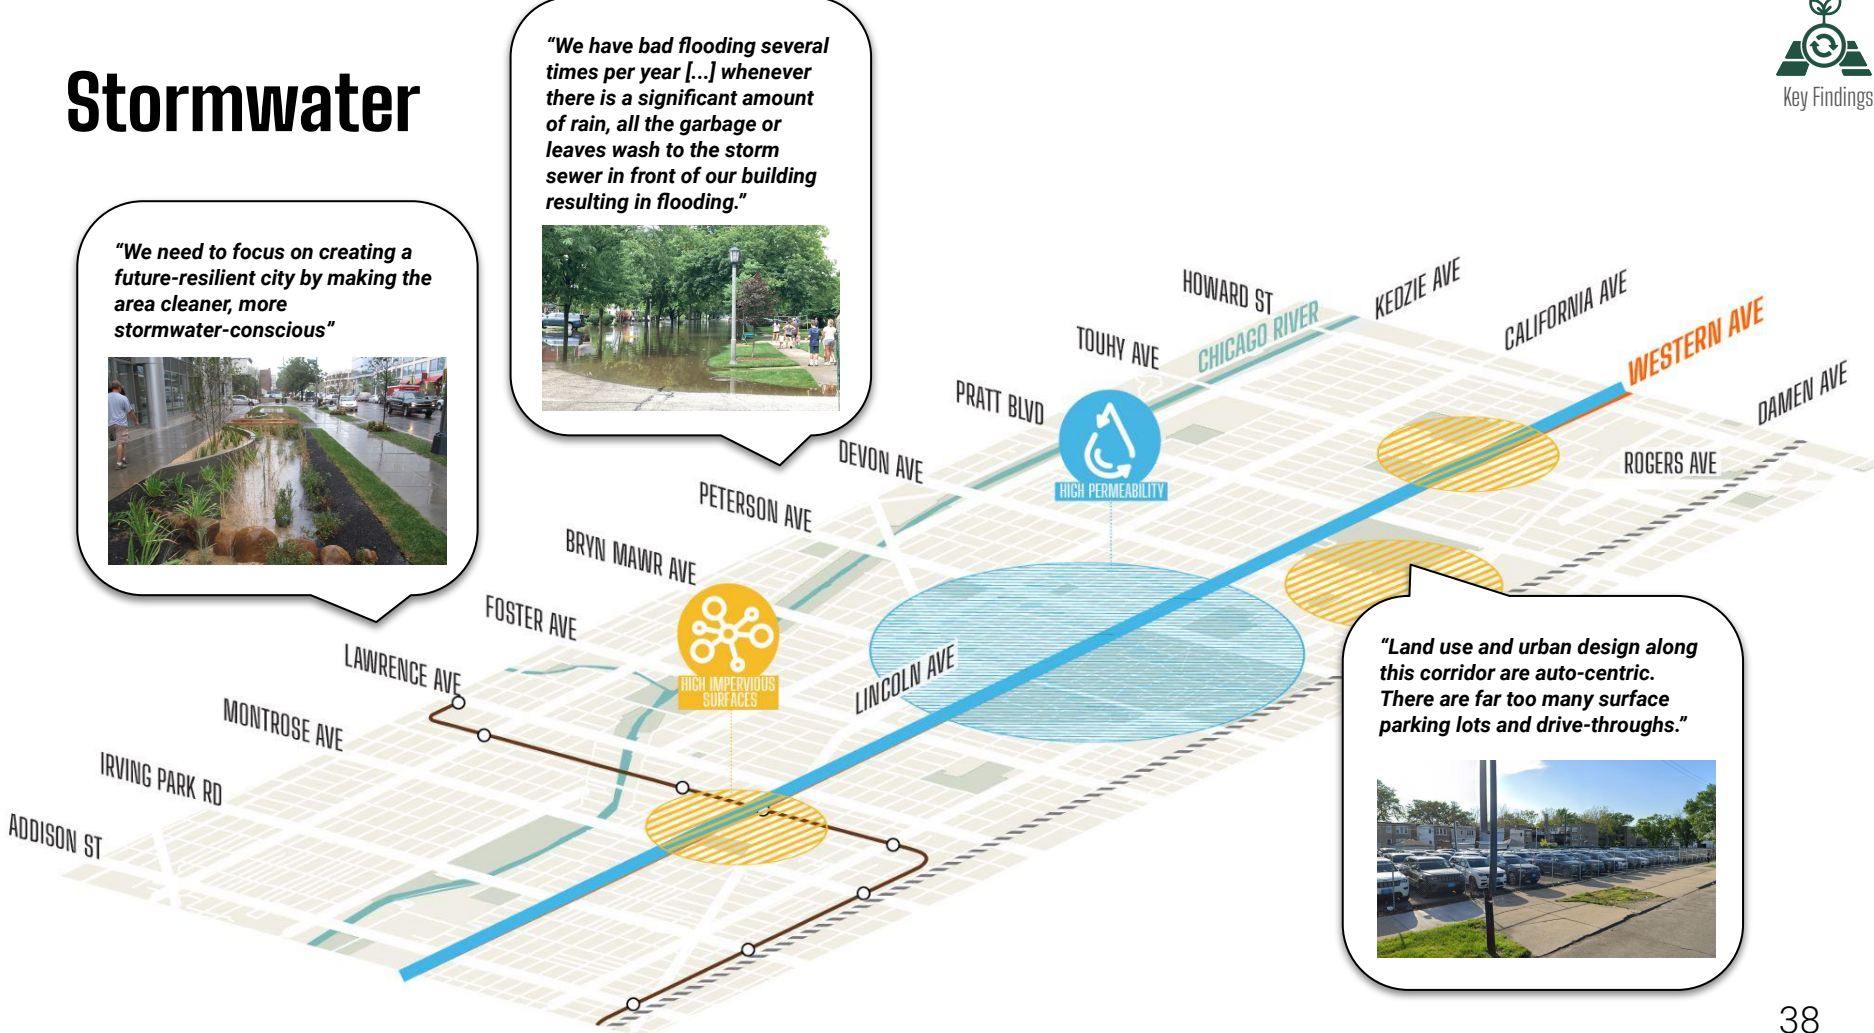 Stormwater
Key Findings
“We have bad flooding several
times per year [...] whenever
there is a significant amount
of rain, all the garbage or
leaves wash to the storm
sewer in front of our building
resulting in flooding.”
“We need to focus on creating a
future-resilient city by making the
area cleaner, more
stormwater-conscious”
HOWARD ST
CHICAGO RIVER
KEDZIE AVE
CALIFORNIA AVE
WESTERN AVE
DAMEN AVE
TOUHY AVE
PRATT BLVD
ROGERS AVE
DEVON AVE
HIGH PERMEABILITY
PETERSON AVE
BRYN MAWR AVE
FOSTER AVE
HIGH IMPERVIOUS
SURFACES
LAWRENCE AVE
LINCOLN AVE
MONTROSE AVE
IRVING PARK RD
ADDISON ST
“Land use and urban design along
this corridor are auto-centric.
There are far too many surface
parking lots and drive-throughs.”
38